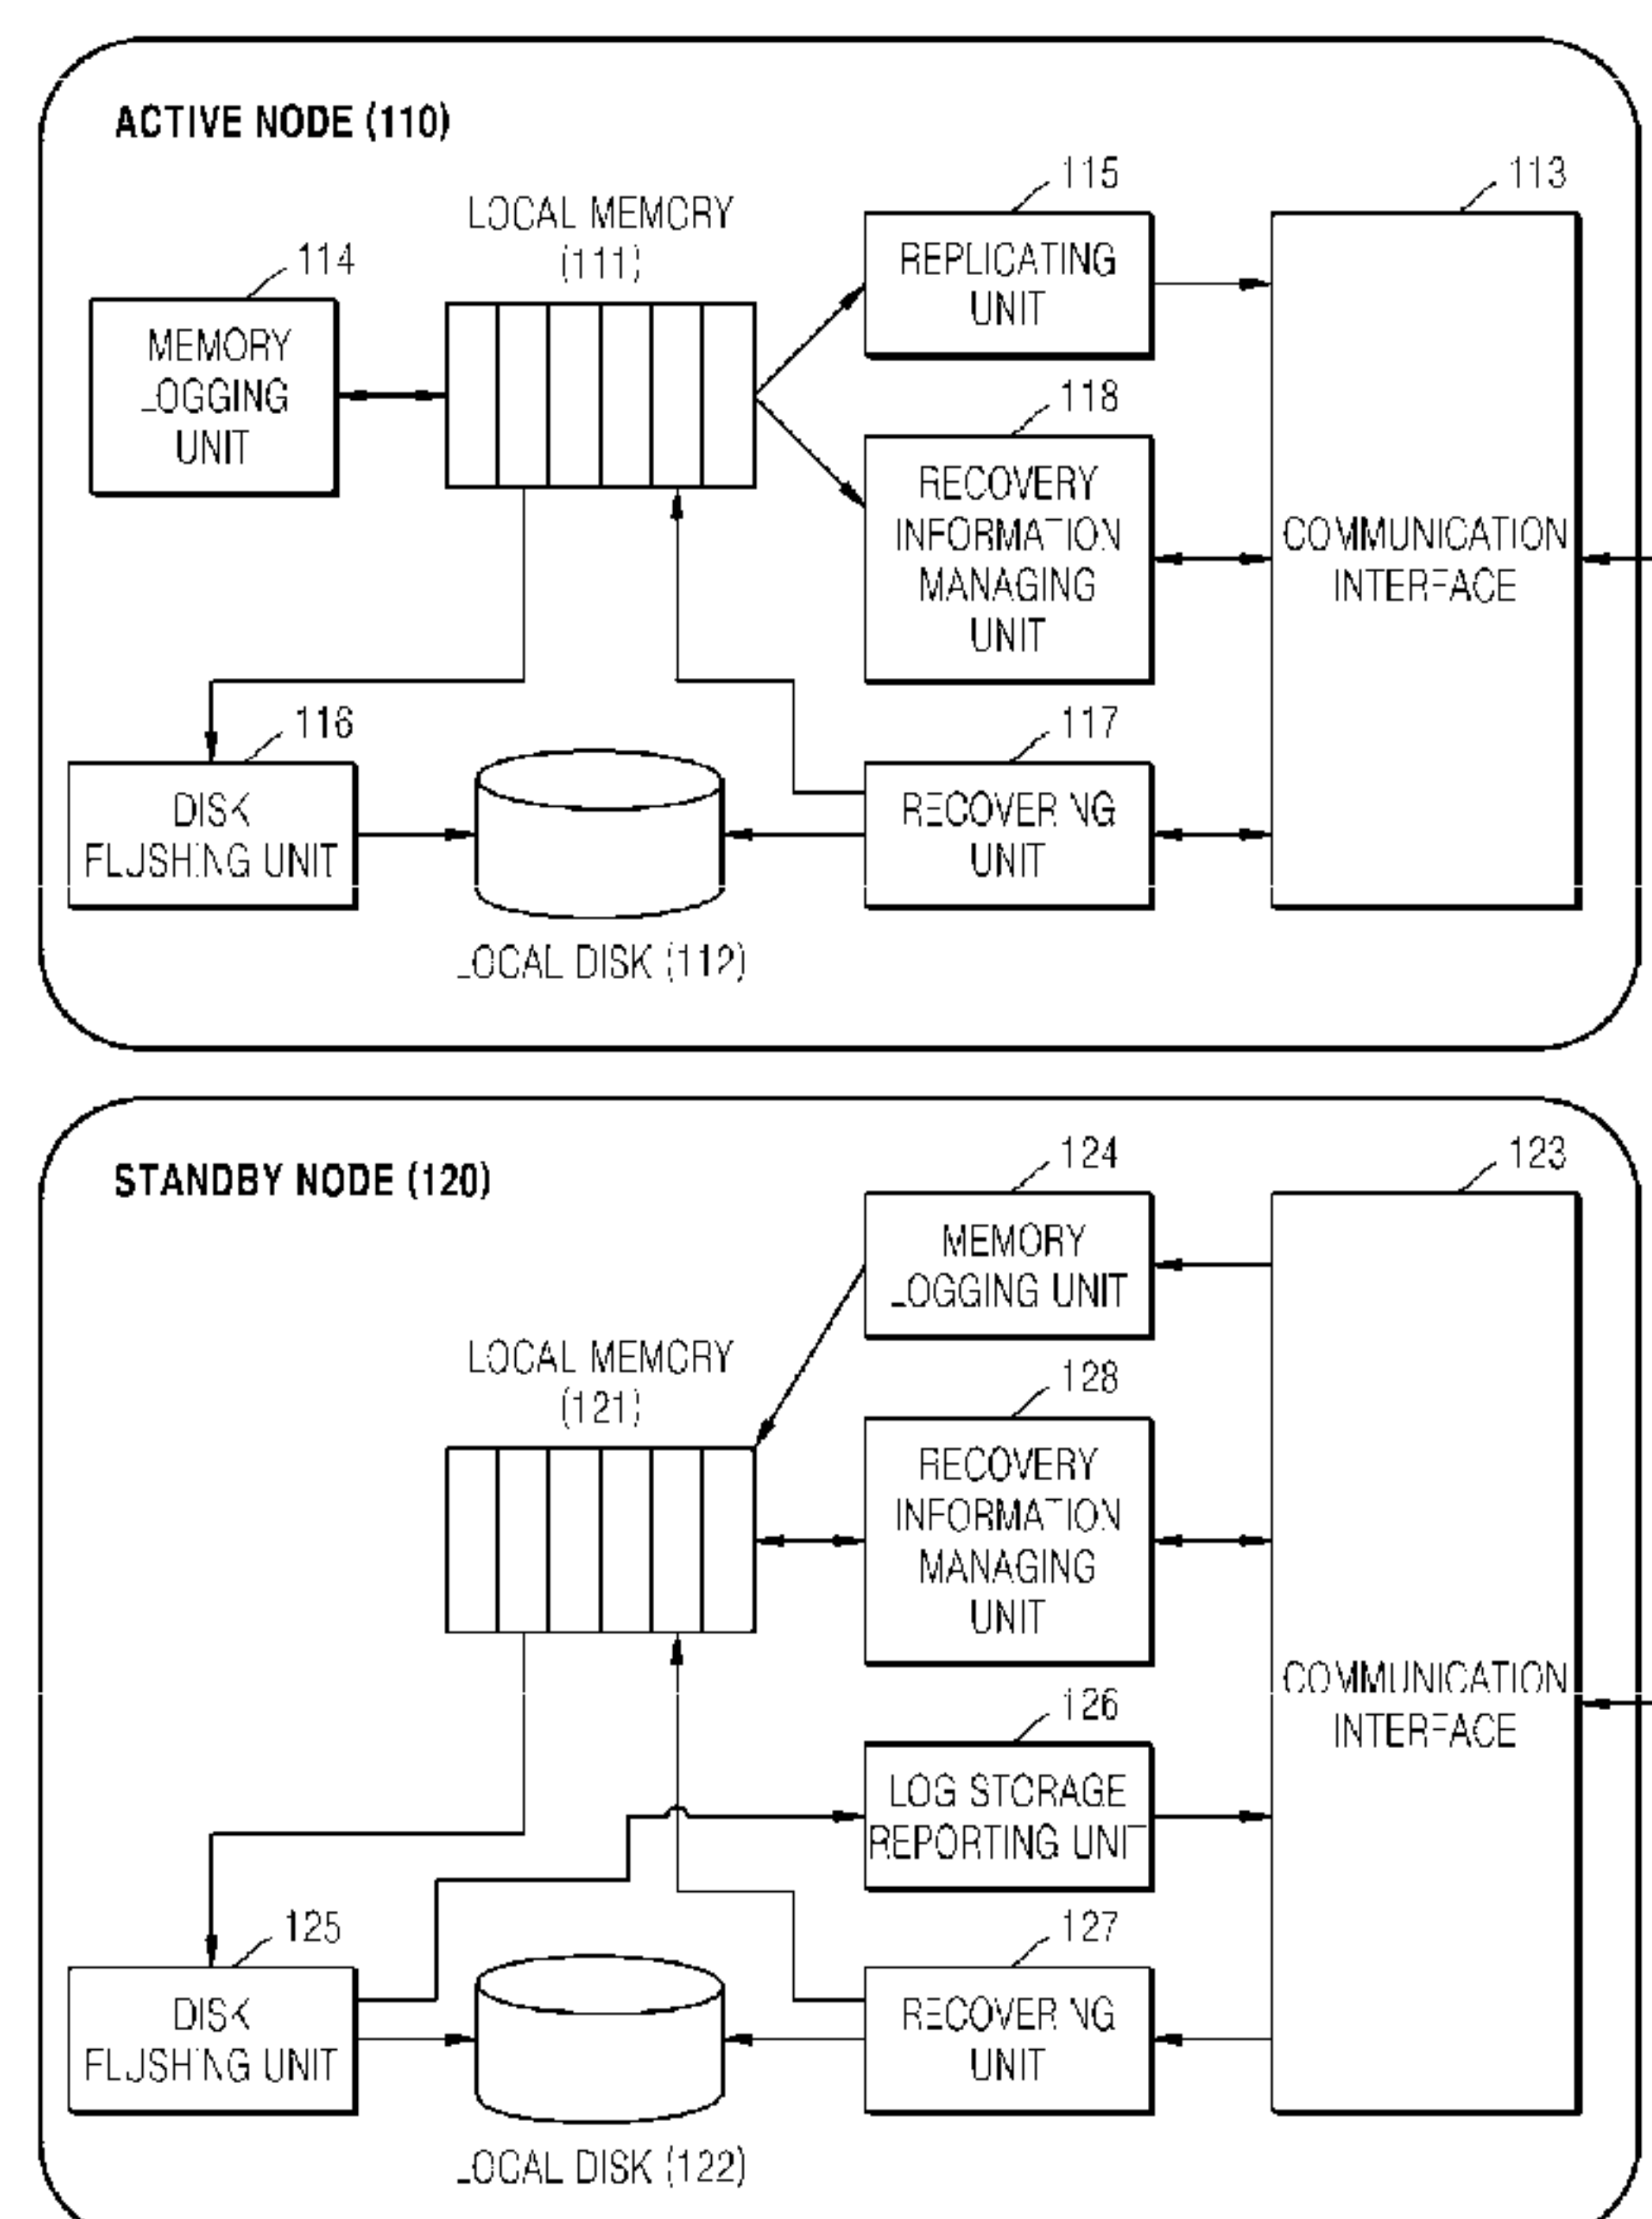 ACTIVE NODE (110)
115
113
LOCAL MEMORY
(111)
REPLICATING
UNIT
114
MEMORY
LOGGING
UNIT
118
RECOVERY
INFORMATION
MANAGING
UNIT
COMMUNICATION
INTERFACE
116
117
DISK
FLUSHING UNIT
RECOVERING
UNIT
LOCAL DISK (112)
STANDBY NODE (120)
124
123
MEMORY
LOGGING UNIT
LOCAL MEMORY
(121)
128
RECOVERY
INFORMATION
MANAGING
UNIT
COMMUNICATION
INTERFACE
126
LOG STORAGE
REPORTING UNIT
125
127
DISK
FLUSHING UNIT
RECOVERING
UNIT
LOCAL DISK (122)